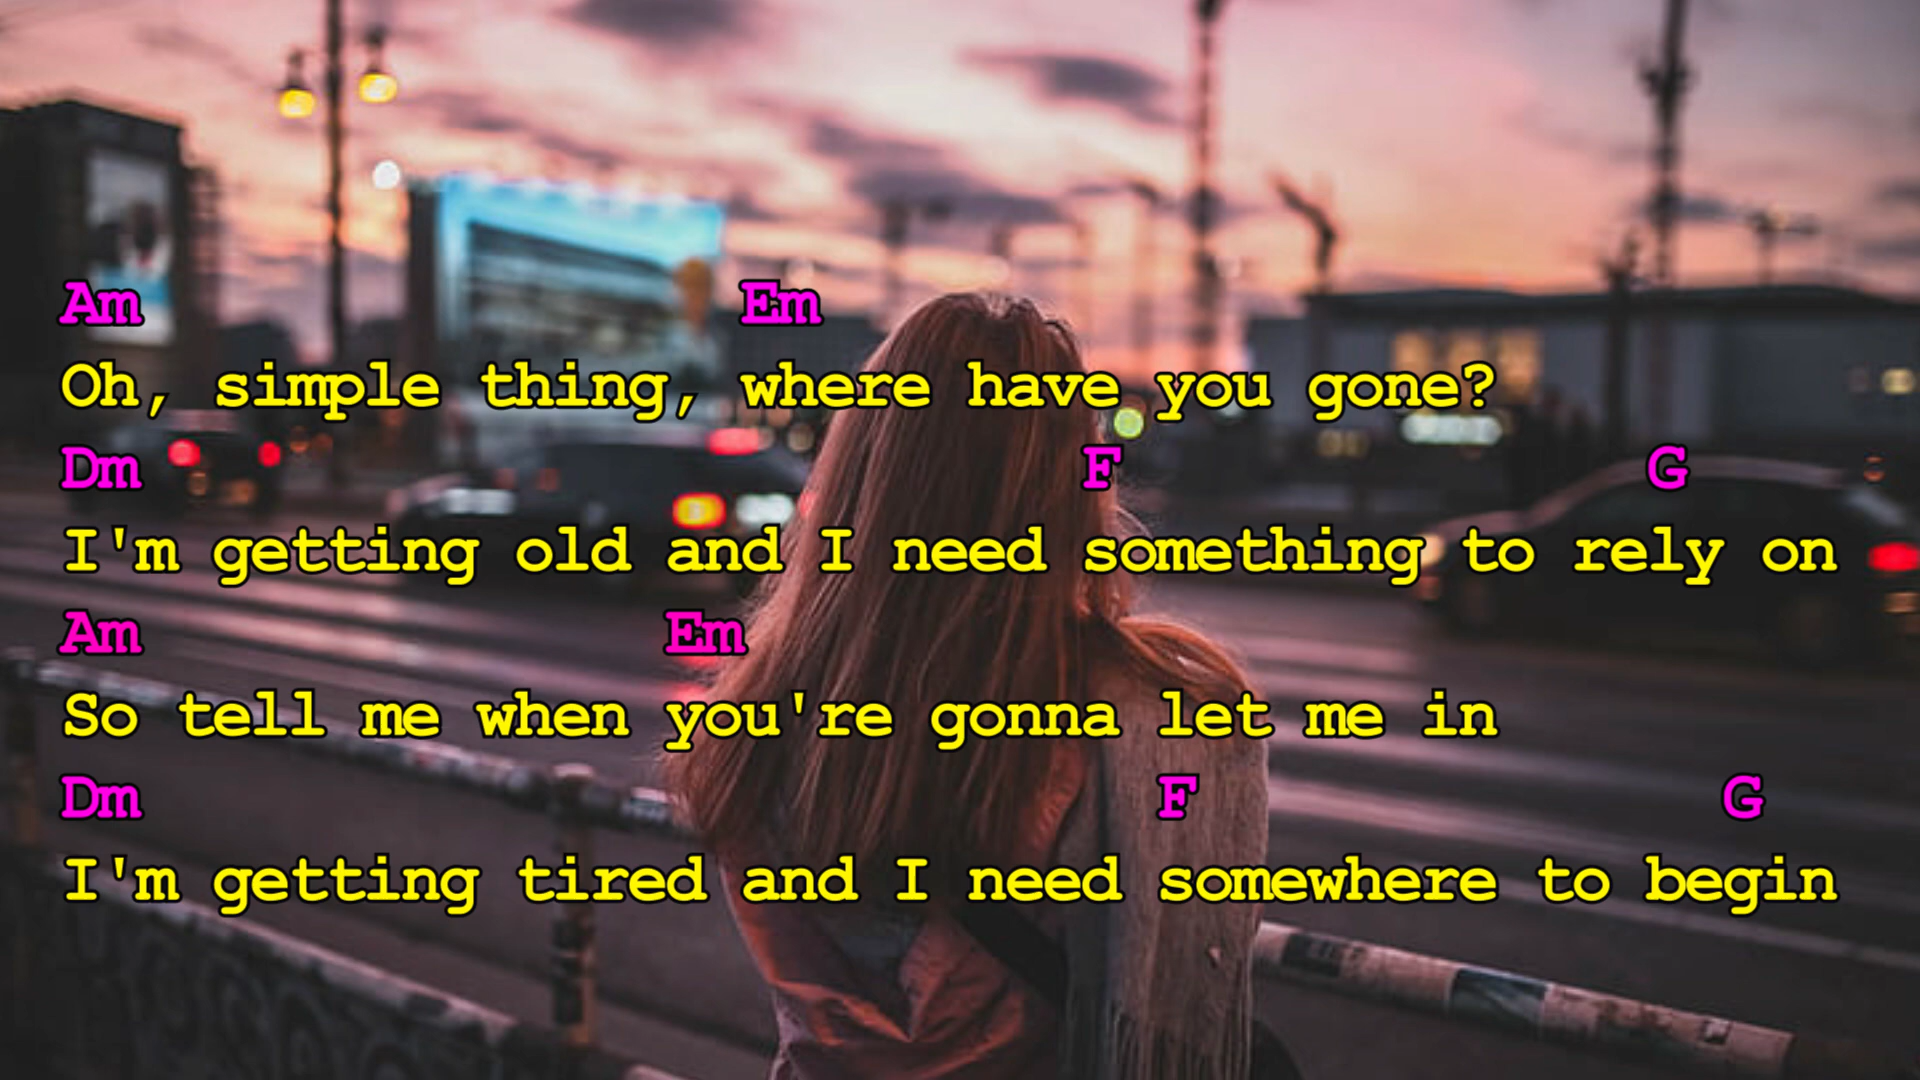 Am Em
Oh, simple thing, where have you gone?
Dm F G
I'm getting old and I need something to rely on
Am Em
So tell me when you're gonna let me in
Dm F G
I'm getting tired and I need somewhere to begin